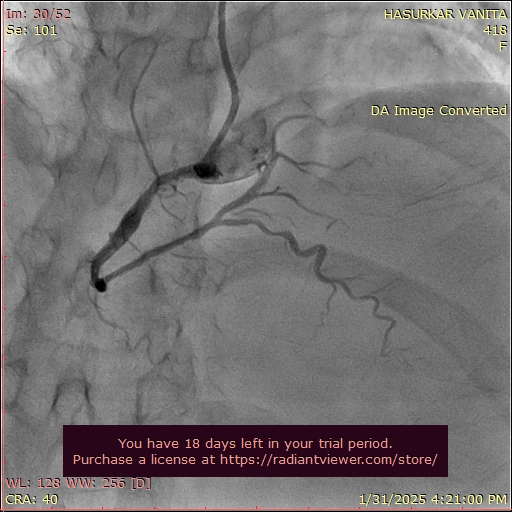 Im: 30/52
Se: 101
HASURKAR VANITA
418
F
DA Image Converted
You have 18 days left in your trial period.
Purchase a license at https://radiantviewer.com/store/
WL: 128 WW: 256 [D]
CRA: 40
1/31/2025 4:21:00 PM